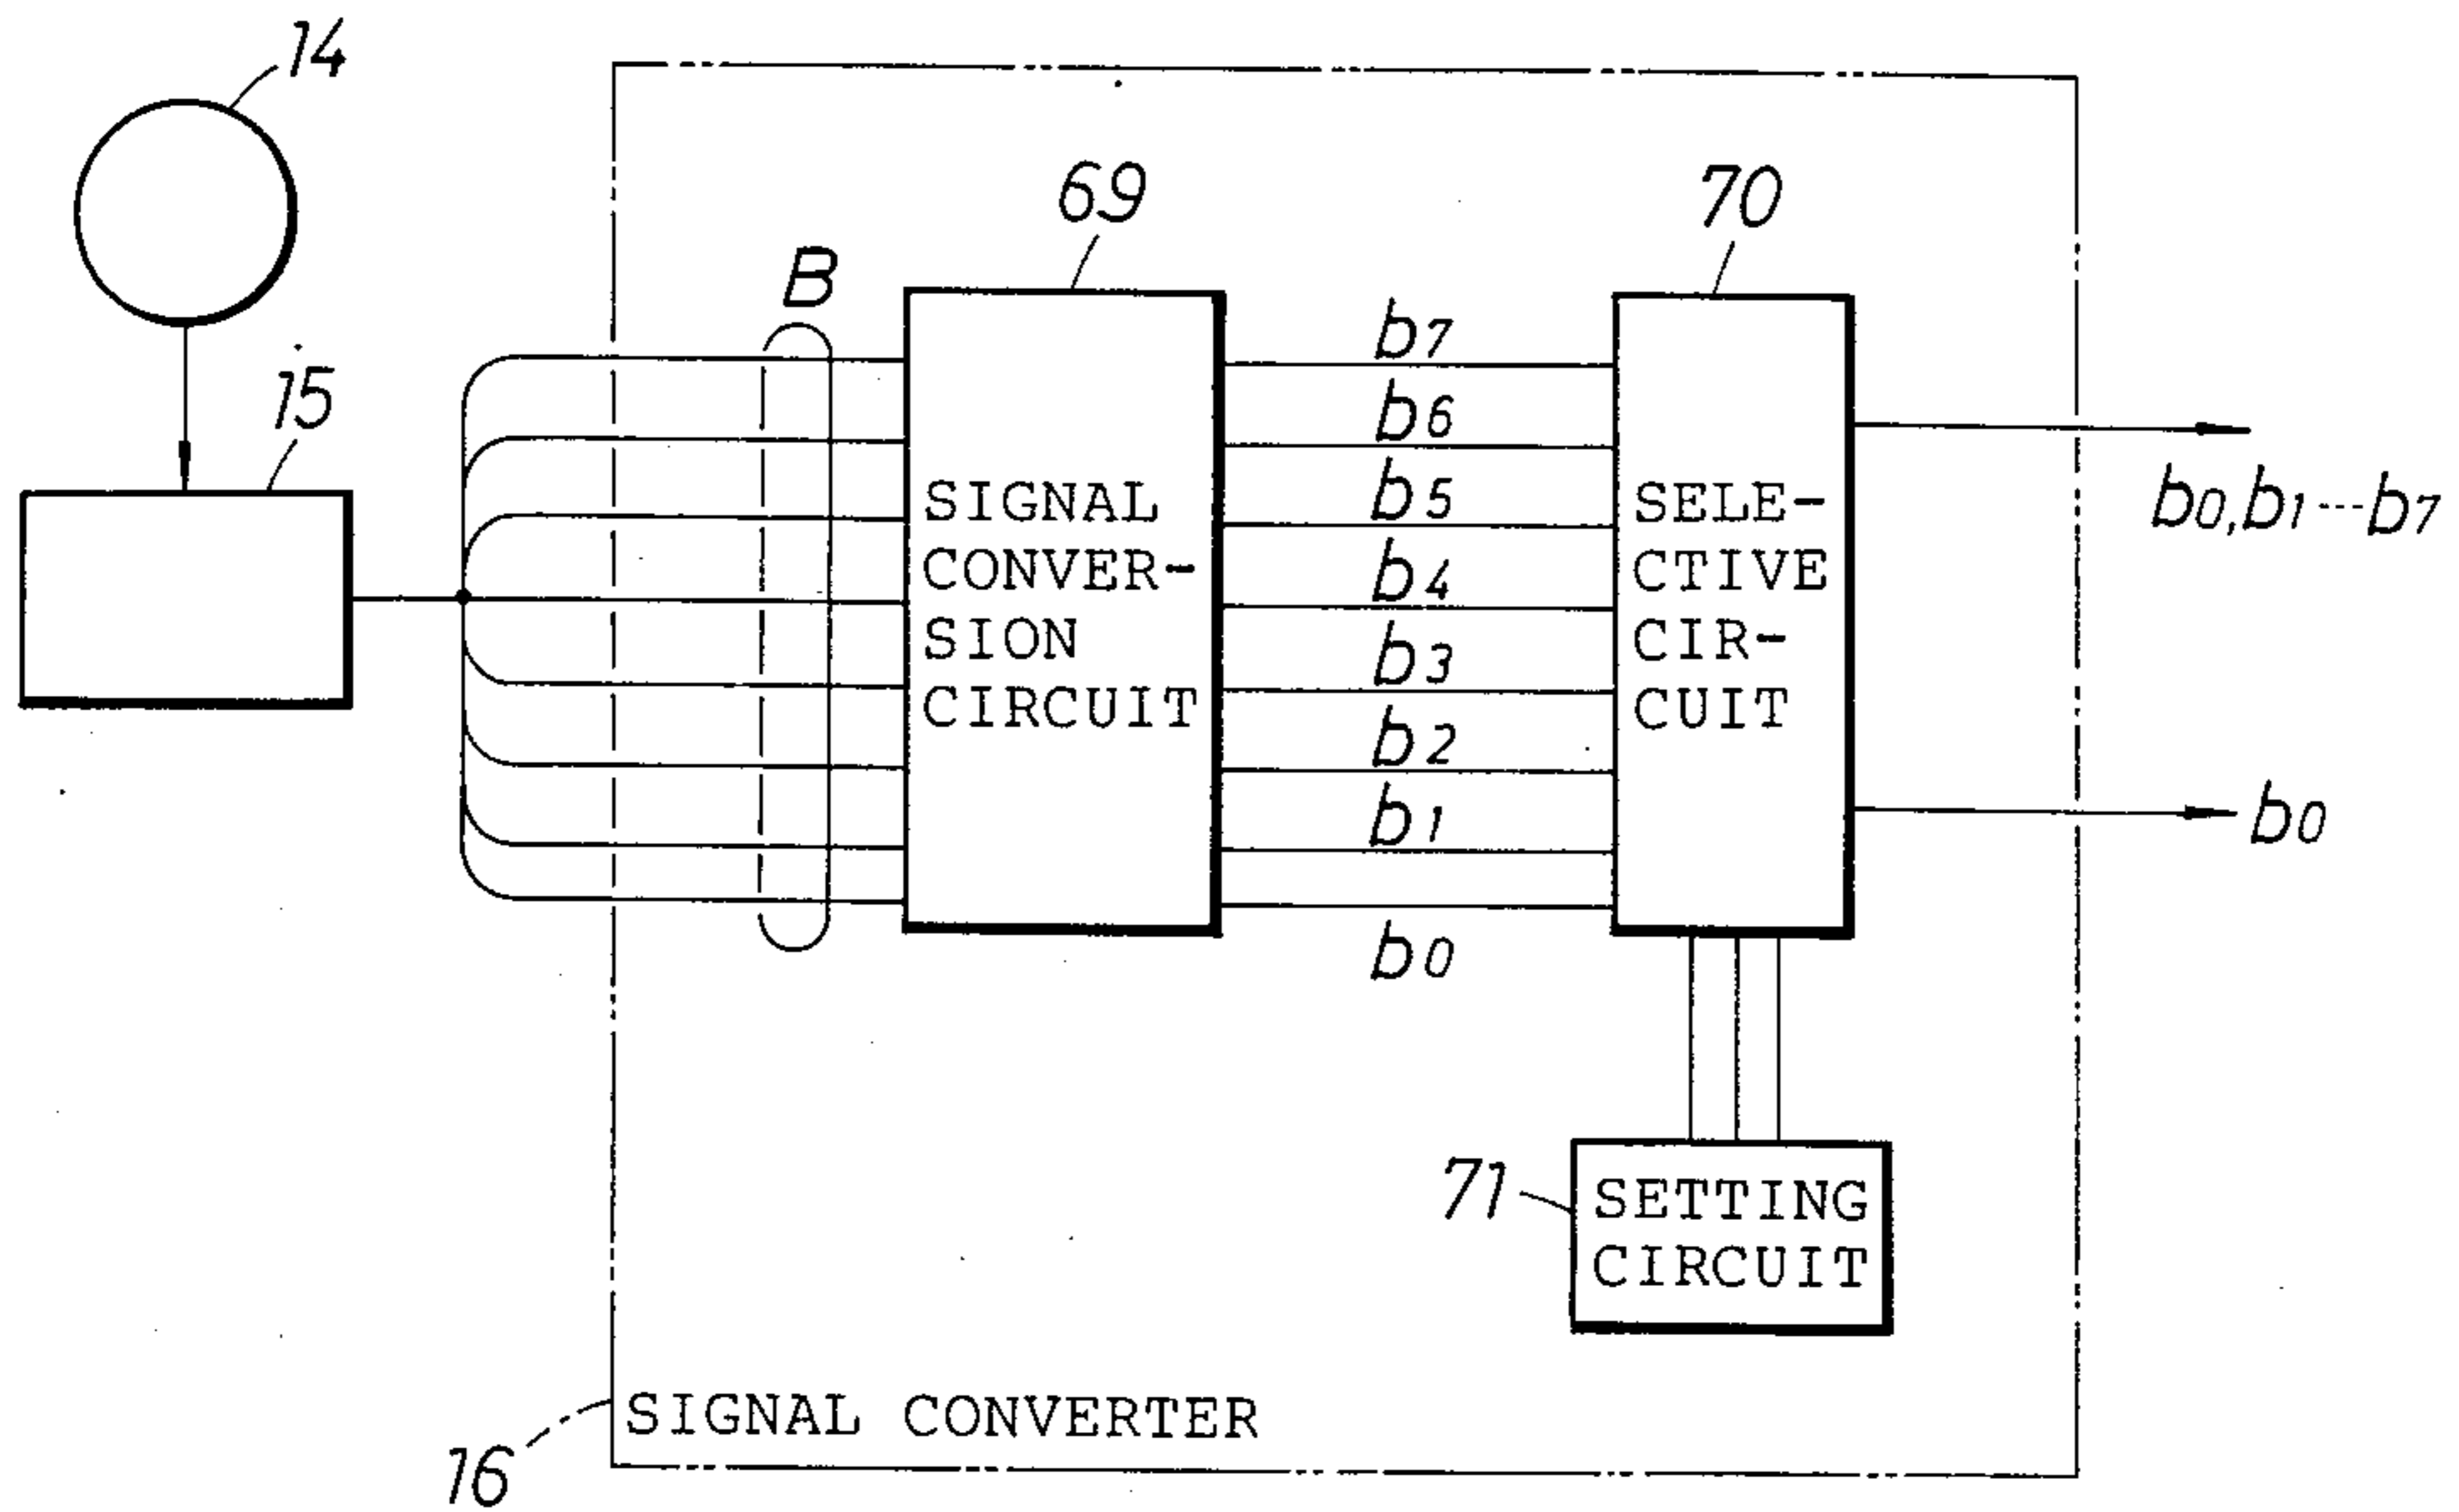 14
69
70
B
15
b7
b6
b5
b4
b3
b2
b1
b0
SIGNAL
CONVER-
SION
CIRCUIT
SELE-
CTIVE
CIR-
CUIT
b0,b1---b7
b0
71
SETTING
CIRCUIT
SIGNAL CONVERTER
16